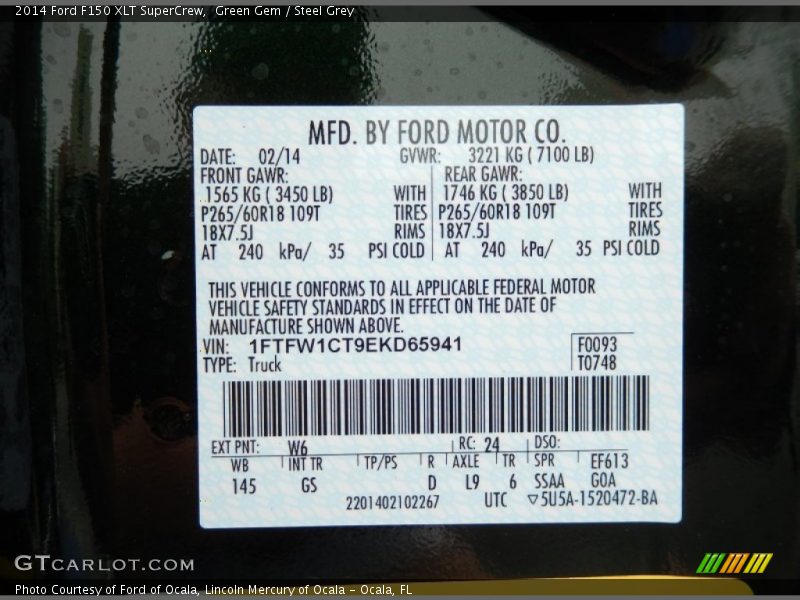 2014 Ford F150 XLT SuperCrew,  Green Gem / Steel Grey
MFD. BY FORD MOTOR CO.
DATE: 02/14 GVWR: 3221 KG ( 7100 LB)
FRONT GAWR: REAR GAWR:
1565 KG ( 3450 LB) WITH 1746 KG ( 3850 LB) WITH
P265/60R18 109T TIRES P265/60R18 109T TIRES
18X7.5J RIMS 18X7.5J RIMS
AT 240 kPa/ 35 PSI COLD AT 240 kPa/ 35 PSI COLD
THIS VEHICLE CONFORMS TO ALL APPLICABLE FEDERAL MOTOR
VEHICLE SAFETY STANDARDS IN EFFECT ON THE DATE OF
MANUFACTURE SHOWN ABOVE.
VIN: 1FTFW1CT9EKD65941 F0093
TYPE: Truck T0748
EXT PNT: W6 RC: 24 DSO:
WB INT TR TP/PS R AXLE TR SPR EF613
145 GS D L9 6 SSAA GOA
2201402102267 UTC ▽5U5A-1520472-BA
GTCARLOT.COM
Photo Courtesy of Ford of Ocala, Lincoln Mercury of Ocala – Ocala, FL